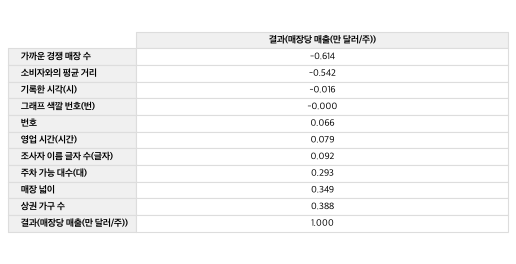 결과(매장당 매출(만 달러/주))
가까운 경쟁 매장 수 -0.614
소비자와의 평균 거리 -0.542
기록한 시각(시) -0.016
그래프 색깔 번호(번) -0.000
번호 0.066
영업 시간(시간) 0.079
조사자 이름 글자 수(글자) 0.092
주차 가능 대수(대) 0.293
매장 넓이 0.349
상권 가구 수 0.388
결과(매장당 매출(만 달러/주)) 1.000